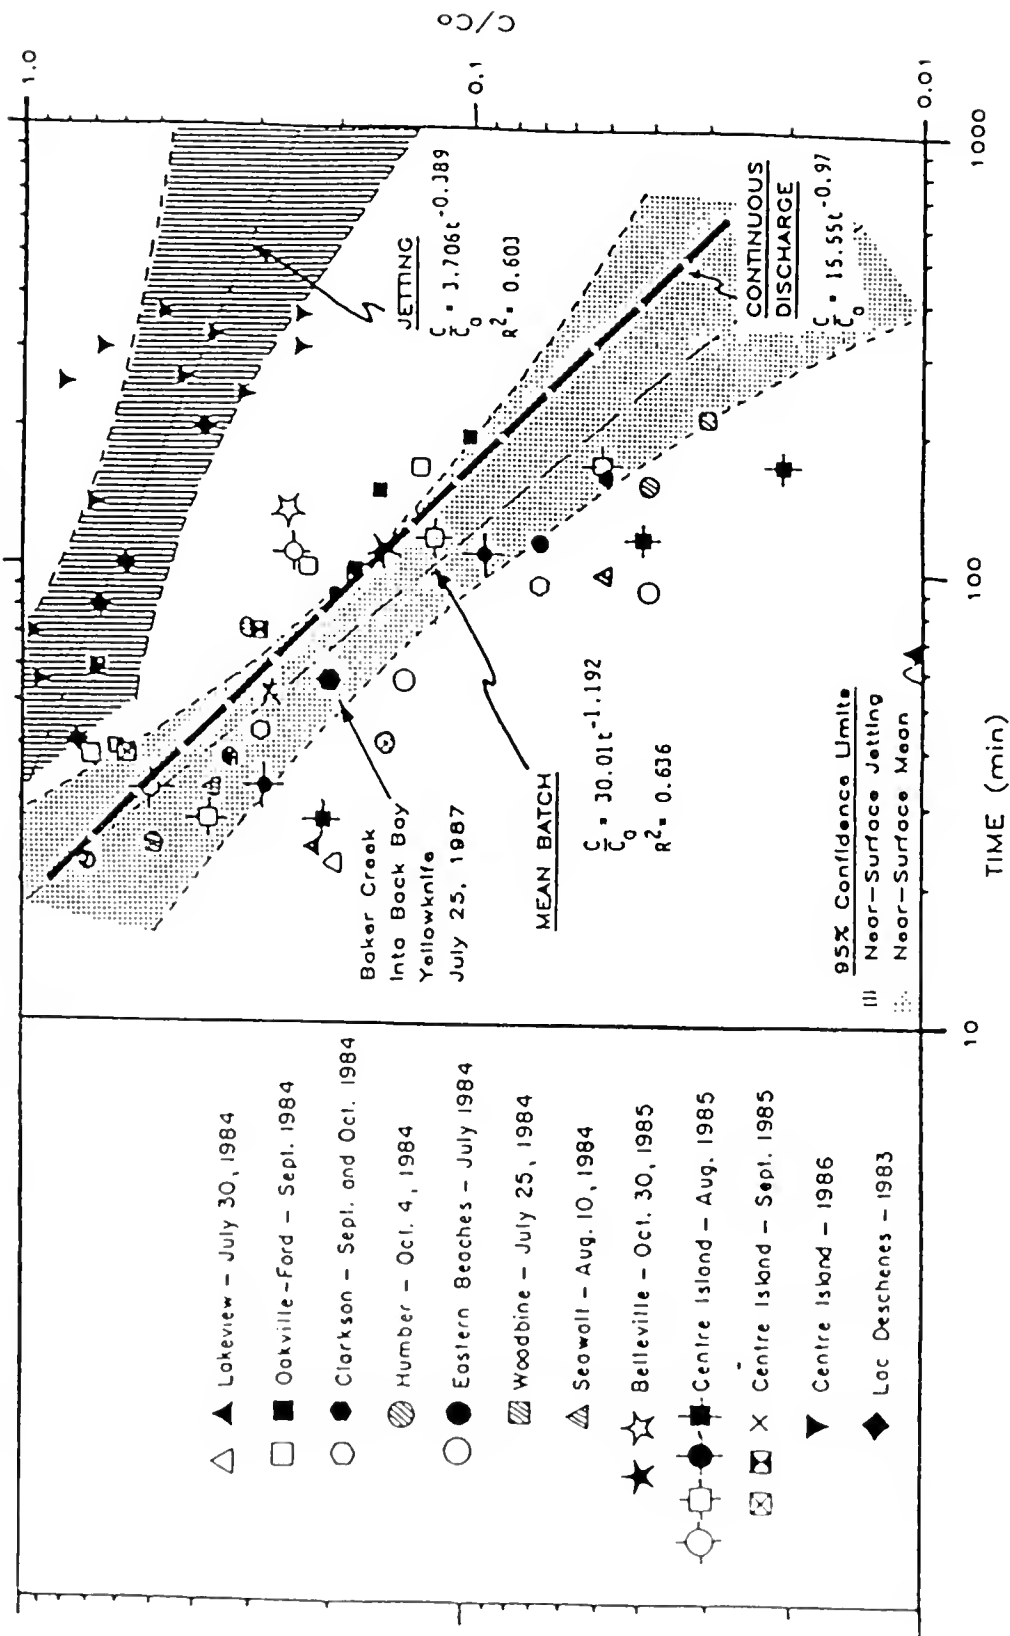 C/Co
1.0
0.1
0.01
10
100
1000
TIME (min)
JETTING
C/C₀ = 3.706t^-0.389
R² = 0.603
CONTINUOUS
DISCHARGE
C/C₀ = 15.55t^-0.97
MEAN BATCH
C/C₀ = 30.01t^-1.192
R² = 0.636
Baker Creek
Into Back Bay
Yellowknife
July 25, 1987
95% Confidence Limits
Near-Surface Jetting
Near-Surface Mean
Lakeview - July 30, 1984
Oakville-Ford - Sept. 1984
Clarkson - Sept. and Oct. 1984
Humber - Oct. 4, 1984
Eastern Beaches - July 1984
Woodbine - July 25, 1984
Seawall - Aug. 10, 1984
Belleville - Oct. 30, 1985
Centre Island - Aug. 1985
Centre Island - Sept. 1985
Centre Island - 1986
Lac Deschenes - 1983